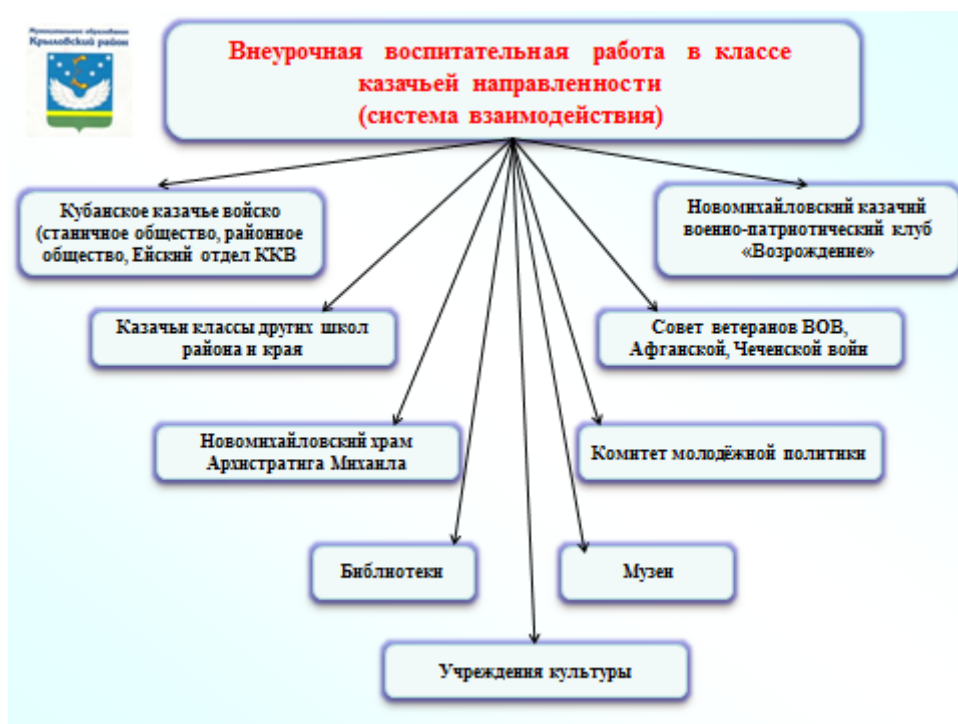 Муниципальное образование
Крыловский район
Внеурочная воспитательная работа в классе
казачьей направленности
(система взаимодействия)
Кубанское казачье войско
(станичное общество, районное
общество, Ейский отдел ККВ
Новомихайловский казачий
военно-патриотический клуб
«Возрождение»
Казачьи классы других школ
района и края
Совет ветеранов ВОВ,
Афганской, Чеченской войн
Новомихайловский храм
Архистратига Михаила
Комитет молодёжной политики
Библиотеки
Музеи
Учреждения культуры